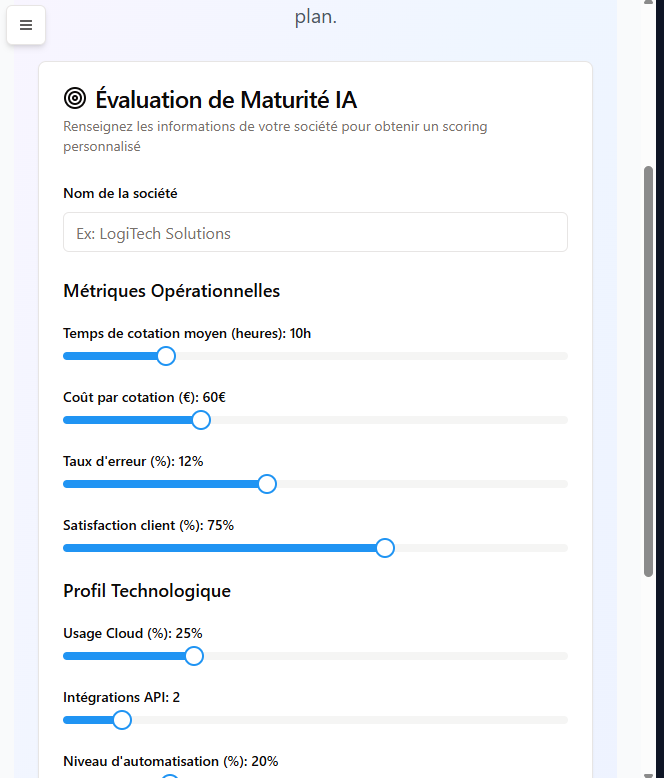 plan.
Évaluation de Maturité IA
Renseignez les informations de votre société pour obtenir un scoring
personnalisé
Nom de la société
Ex: LogiTech Solutions
Métriques Opérationnelles
Temps de cotation moyen (heures): 10h
Coût par cotation (€): 60€
Taux d'erreur (%): 12%
Satisfaction client (%): 75%
Profil Technologique
Usage Cloud (%): 25%
Intégrations API: 2
Niveau d'automatisation (%): 20%